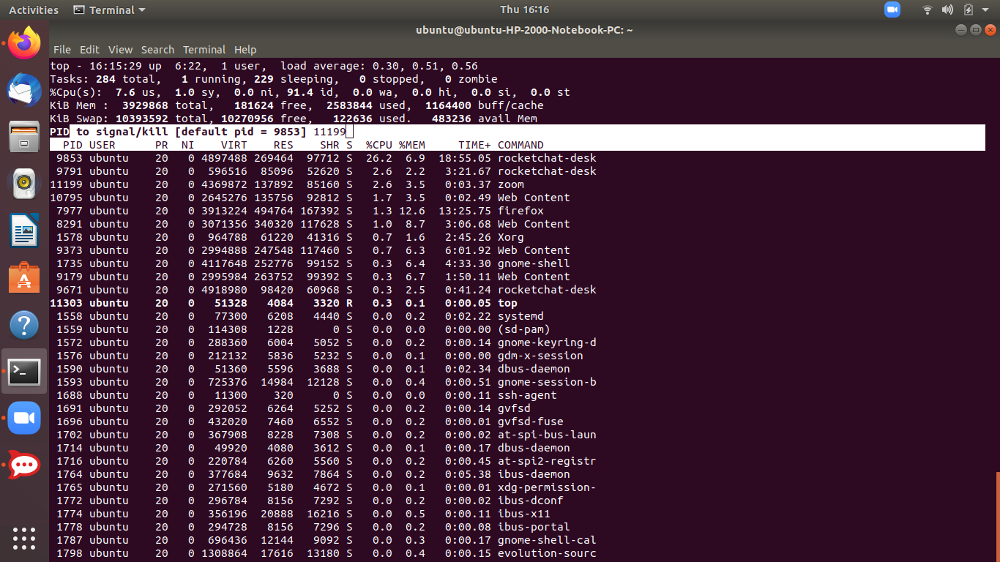 Activities Terminal Thu 16:16
ubuntu@ubuntu-HP-2000-Notebook-PC: ~
File Edit View Search Terminal Help
top - 16:15:29 up  6:22,  1 user,  load average: 0.30, 0.51, 0.56
Tasks: 284 total,   1 running, 229 sleeping,   0 stopped,   0 zombie
%Cpu(s):  7.6 us,  1.0 sy,  0.0 ni, 91.4 id,  0.0 wa,  0.0 hi,  0.0 si,  0.0 st
KiB Mem :  3929868 total,   181624 free,  2583844 used,  1164400 buff/cache
KiB Swap: 10393592 total, 10270956 free,   122636 used.   483236 avail Mem
PID to signal/kill [default pid = 9853] 11199
PID USER PR NI VIRT RES SHR S %CPU %MEM TIME+ COMMAND
9853 ubuntu 20 0 4897488 269464 97712 S 26.2 6.9 18:55.05 rocketchat-desk
9791 ubuntu 20 0 596516 85096 52620 S 2.6 2.2 3:21.67 rocketchat-desk
11199 ubuntu 20 0 4369872 137892 85160 S 2.6 3.5 0:03.37 zoom
10795 ubuntu 20 0 2645276 135756 92812 S 1.7 3.5 0:02.49 Web Content
7977 ubuntu 20 0 3913224 494764 167392 S 1.3 12.6 13:25.75 firefox
8291 ubuntu 20 0 3071356 340320 117628 S 1.0 8.7 3:06.68 Web Content
1578 ubuntu 20 0 964788 61220 41316 S 0.7 1.6 2:45.26 Xorg
9373 ubuntu 20 0 2994888 247548 117460 S 0.7 6.3 6:01.92 Web Content
1735 ubuntu 20 0 4117648 252776 99152 S 0.3 6.4 4:33.30 gnome-shell
9179 ubuntu 20 0 2995984 263752 99392 S 0.3 6.7 1:50.11 Web Content
9671 ubuntu 20 0 4918980 98420 60968 S 0.3 2.5 0:41.24 rocketchat-desk
11303 ubuntu 20 0 51328 4084 3320 R 0.3 0.1 0:00.05 top
1558 ubuntu 20 0 77300 6208 4440 S 0.0 0.2 0:02.22 systemd
1559 ubuntu 20 0 114308 1228 0 S 0.0 0.0 0:00.00 (sd-pam)
1572 ubuntu 20 0 288360 6004 5052 S 0.0 0.2 0:00.14 gnome-keyring-d
1576 ubuntu 20 0 212132 5836 5232 S 0.0 0.1 0:00.00 gdm-x-session
1590 ubuntu 20 0 51360 5596 3688 S 0.0 0.1 0:02.34 dbus-daemon
1593 ubuntu 20 0 725376 14984 12128 S 0.0 0.4 0:00.51 gnome-session-b
1688 ubuntu 20 0 11300 320 0 S 0.0 0.0 0:00.11 ssh-agent
1691 ubuntu 20 0 292052 6264 5252 S 0.0 0.2 0:00.14 gvfsd
1696 ubuntu 20 0 432020 7460 6552 S 0.0 0.2 0:00.01 gvfsd-fuse
1702 ubuntu 20 0 367908 8228 7308 S 0.0 0.2 0:00.02 at-spi-bus-laun
1714 ubuntu 20 0 49920 4080 3612 S 0.0 0.1 0:00.17 dbus-daemon
1716 ubuntu 20 0 220784 6260 5560 S 0.0 0.2 0:00.45 at-spi2-registr
1764 ubuntu 20 0 377684 9632 7864 S 0.0 0.2 0:05.38 ibus-daemon
1765 ubuntu 20 0 271560 5180 4672 S 0.0 0.1 0:00.01 xdg-permission-
1772 ubuntu 20 0 296784 8156 7292 S 0.0 0.2 0:00.02 ibus-dconf
1774 ubuntu 20 0 356196 20888 16216 S 0.0 0.5 0:00.11 ibus-x11
1778 ubuntu 20 0 294728 8156 7296 S 0.0 0.2 0:00.08 ibus-portal
1787 ubuntu 20 0 696436 12144 9092 S 0.0 0.3 0:00.17 gnome-shell-cal
1798 ubuntu 20 0 1308864 17616 13180 S 0.0 0.4 0:00.15 evolution-sourc